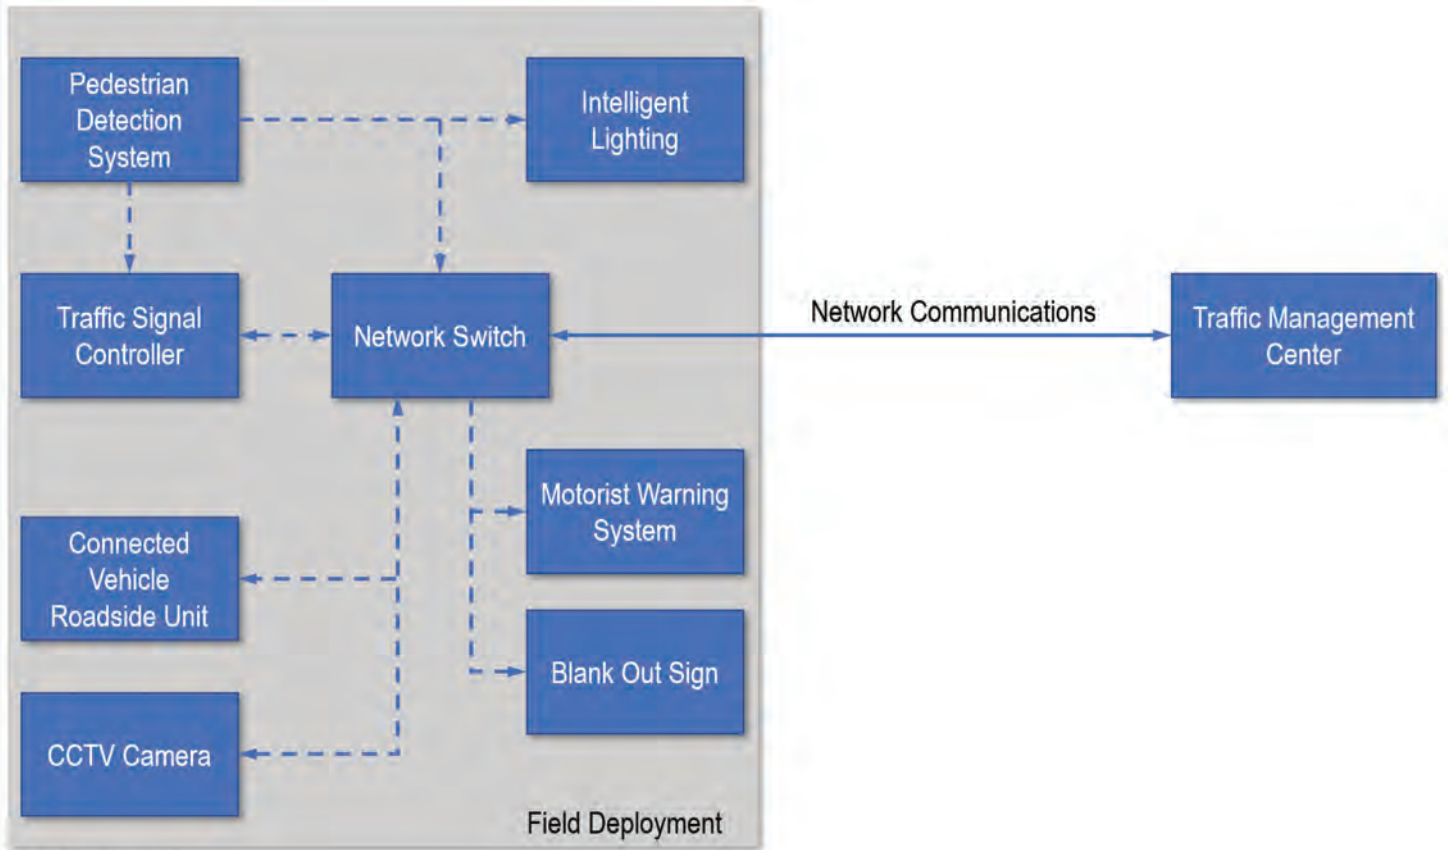 Pedestrian
Detection
System
Intelligent
Lighting
Traffic Signal
Controller
Network Switch
Network Communications
Traffic Management
Center
Motorist Warning
System
Connected
Vehicle
Roadside Unit
Blank Out Sign
CCTV Camera
Field Deployment